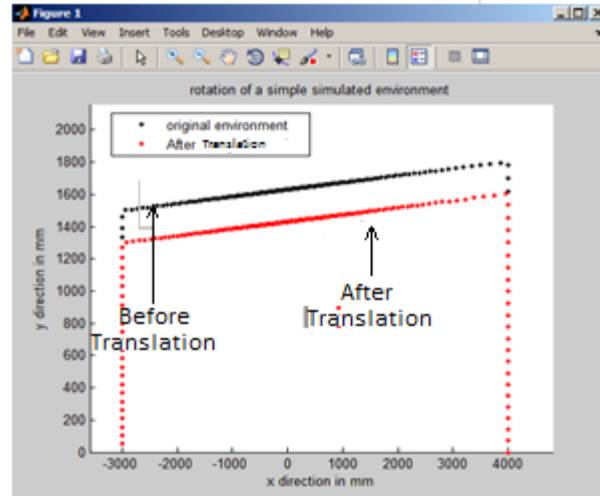 Figure 1
File Edit View Insert Tools Desktop Window Help
rotation of a simple simulated environment
original environment
After Translation
2000
1800
1600
1400
1200
1000
800
600
400
200
0
y direction in mm
Before
Translation
After
Translation
-3000 -2000 -1000 0 1000 2000 3000 4000
x direction in mm